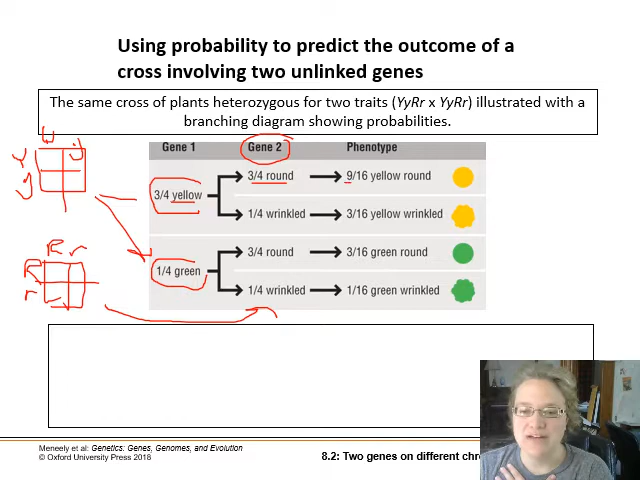 Using probability to predict the outcome of a
cross involving two unlinked genes
The same cross of plants heterozygous for two traits (YyRr x YyRr) illustrated with a
branching diagram showing probabilities.
Gene 1 Gene 2 Phenotype
3/4 yellow 3/4 round 9/16 yellow round
1/4 wrinkled 3/16 yellow wrinkled
1/4 green 3/4 round 3/16 green round
1/4 wrinkled 1/16 green wrinkled
Y
y
R r
R
r
Meneely et al: Genetics: Genes, Genomes, and Evolution
© Oxford University Press 2018
8.2: Two genes on different